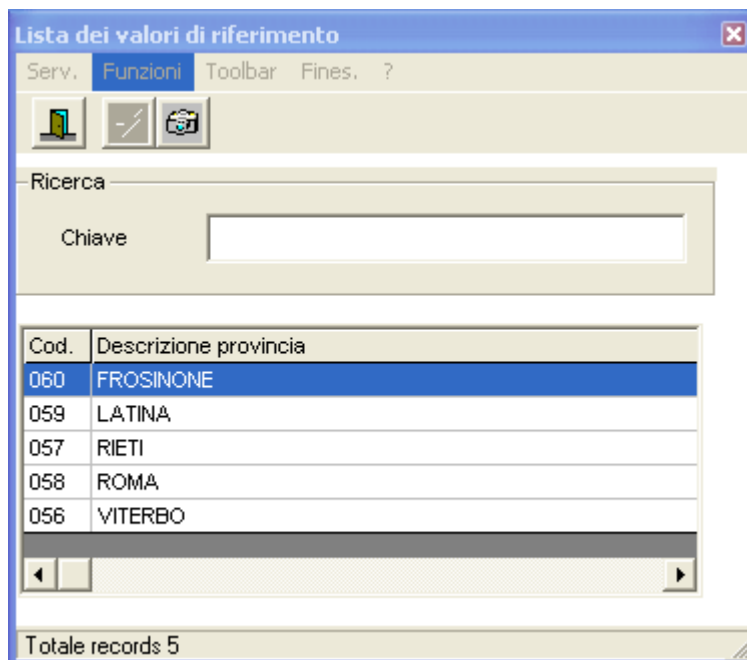 Lista dei valori di riferimento
Serv. Funzioni Toolbar Fines. ?
Ricerca
Chiave
Cod. Descrizione provincia
060 FROSINONE
059 LATINA
057 RIETI
058 ROMA
056 VITERBO
Totale records 5